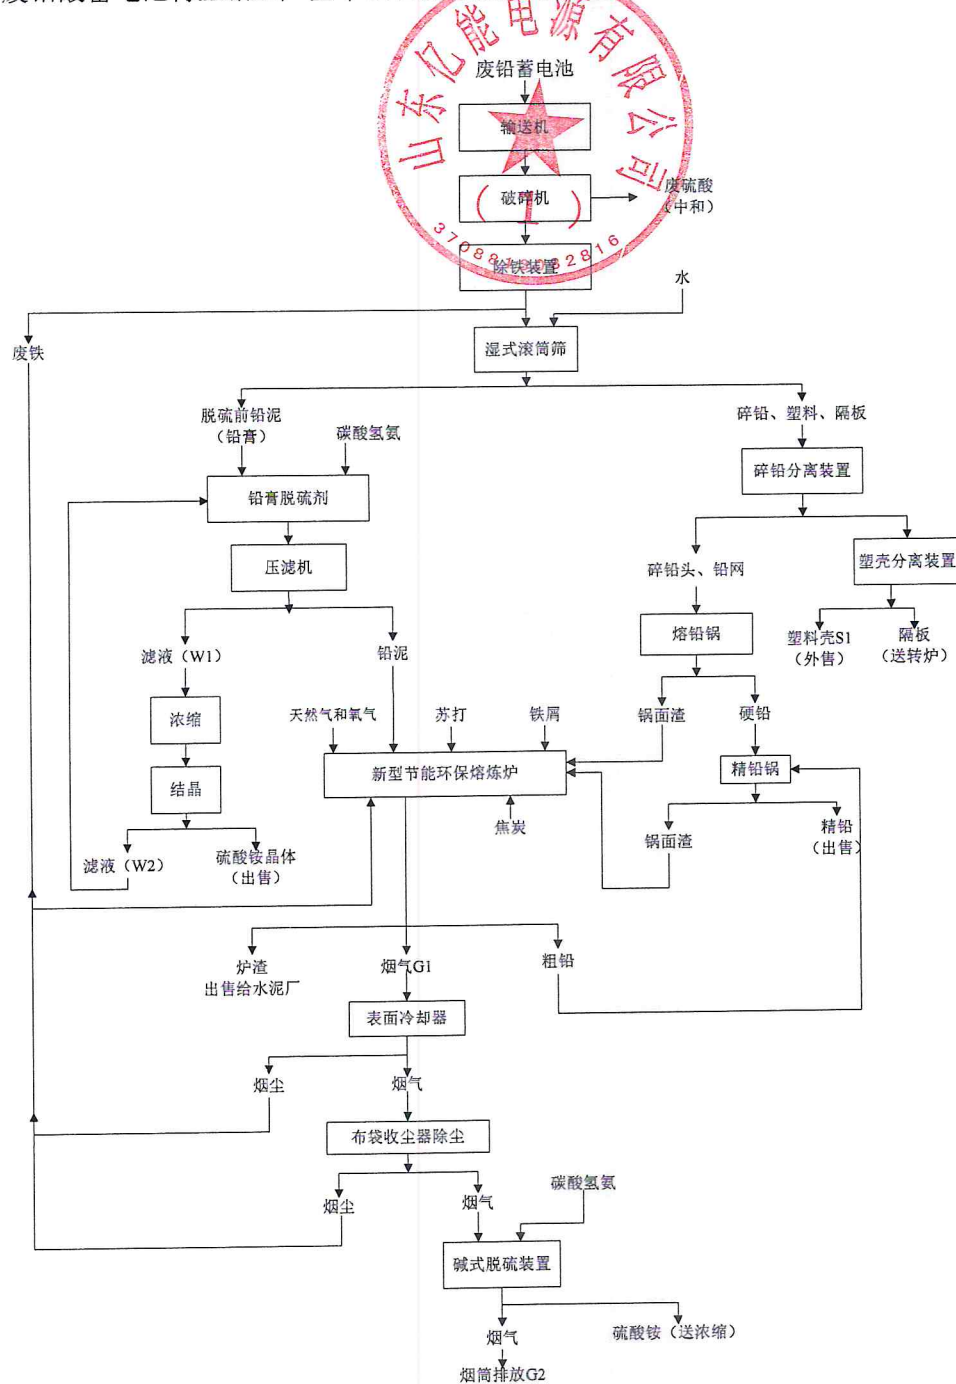 山东亿能电源有限公司
废铅蓄电池
输送机
破碎机
废硫酸
（中和）
（1）
3708810082816
除铁装置
水
废铁
湿式滚筒筛
脱硫前铅泥
（铅膏）
碳酸氢氨
碎铅、塑料、隔板
铅膏脱硫剂
碎铅分离装置
压滤机
碎铅头、铅网
塑壳分离装置
滤液（W1）
铅泥
熔铅锅
塑料壳S1
（外售）
隔板
（送转炉）
浓缩
天然气和氧气
苏打
铁屑
锅面渣
硬铅
新型节能环保熔炼炉
精铅锅
结晶
焦炭
锅面渣
精铅
（出售）
滤液（W2）
硫酸铵晶体
（出售）
炉渣
出售给水泥厂
烟气G1
粗铅
表面冷却器
烟尘
烟气
布袋收尘器除尘
烟尘
烟气
碳酸氢氨
碱式脱硫装置
烟气
硫酸铵（送浓缩）
烟筒排放G2